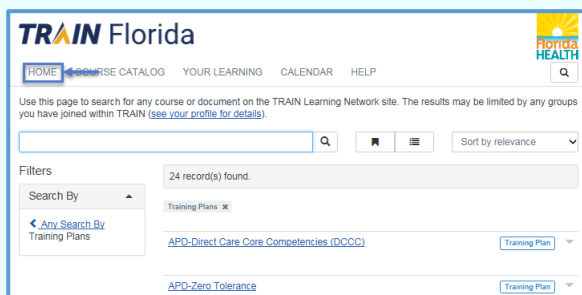 TRAIN Florida
Florida
HEALTH
HOME COURSE CATALOG YOUR LEARNING CALENDAR HELP
Use this page to search for any course or document on the TRAIN Learning Network site. The results may be limited by any groups
you have joined within TRAIN (see your profile for details).
Sort by relevance
Filters
24 record(s) found.
Search By
Training Plans ✖
Any Search By
Training Plans
APD-Direct Care Core Competencies (DCCC) Training Plan
APD-Zero Tolerance Training Plan